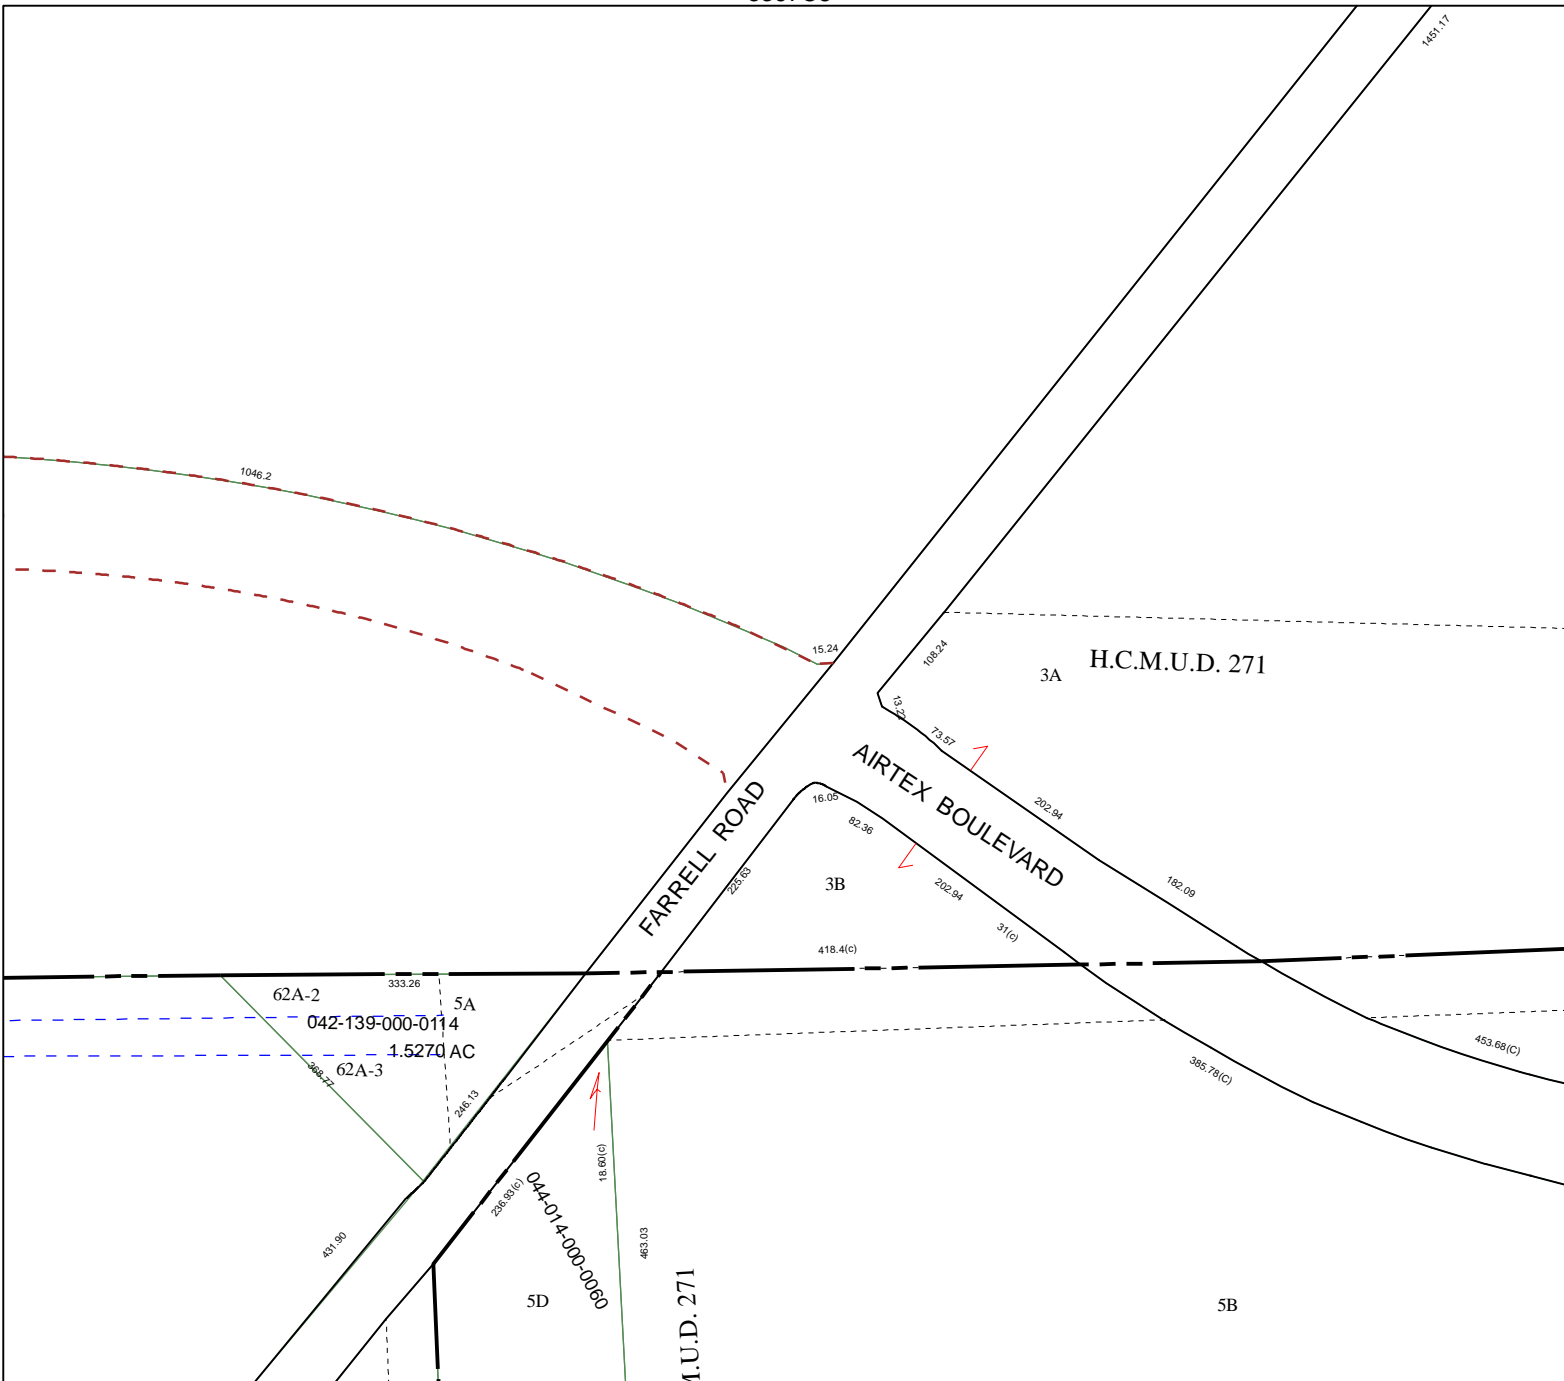 1451.17
1046.2
15.24
108.24
H.C.M.U.D. 271
3A
13.22
73.57
AIRTEX BOULEVARD
202.94
16.05
82.36
FARRELL ROAD
225.63
3B
202.94
182.09
31(c)
418.4(c)
333.26
62A-2
5A
042-139-000-0114
1.5270 AC
62A-3
368.77
246.13
453.68(C)
385.78(C)
18.60(c)
236.93(c)
044-014-000-0060
431.90
463.03
5D
M.U.D. 271
5B